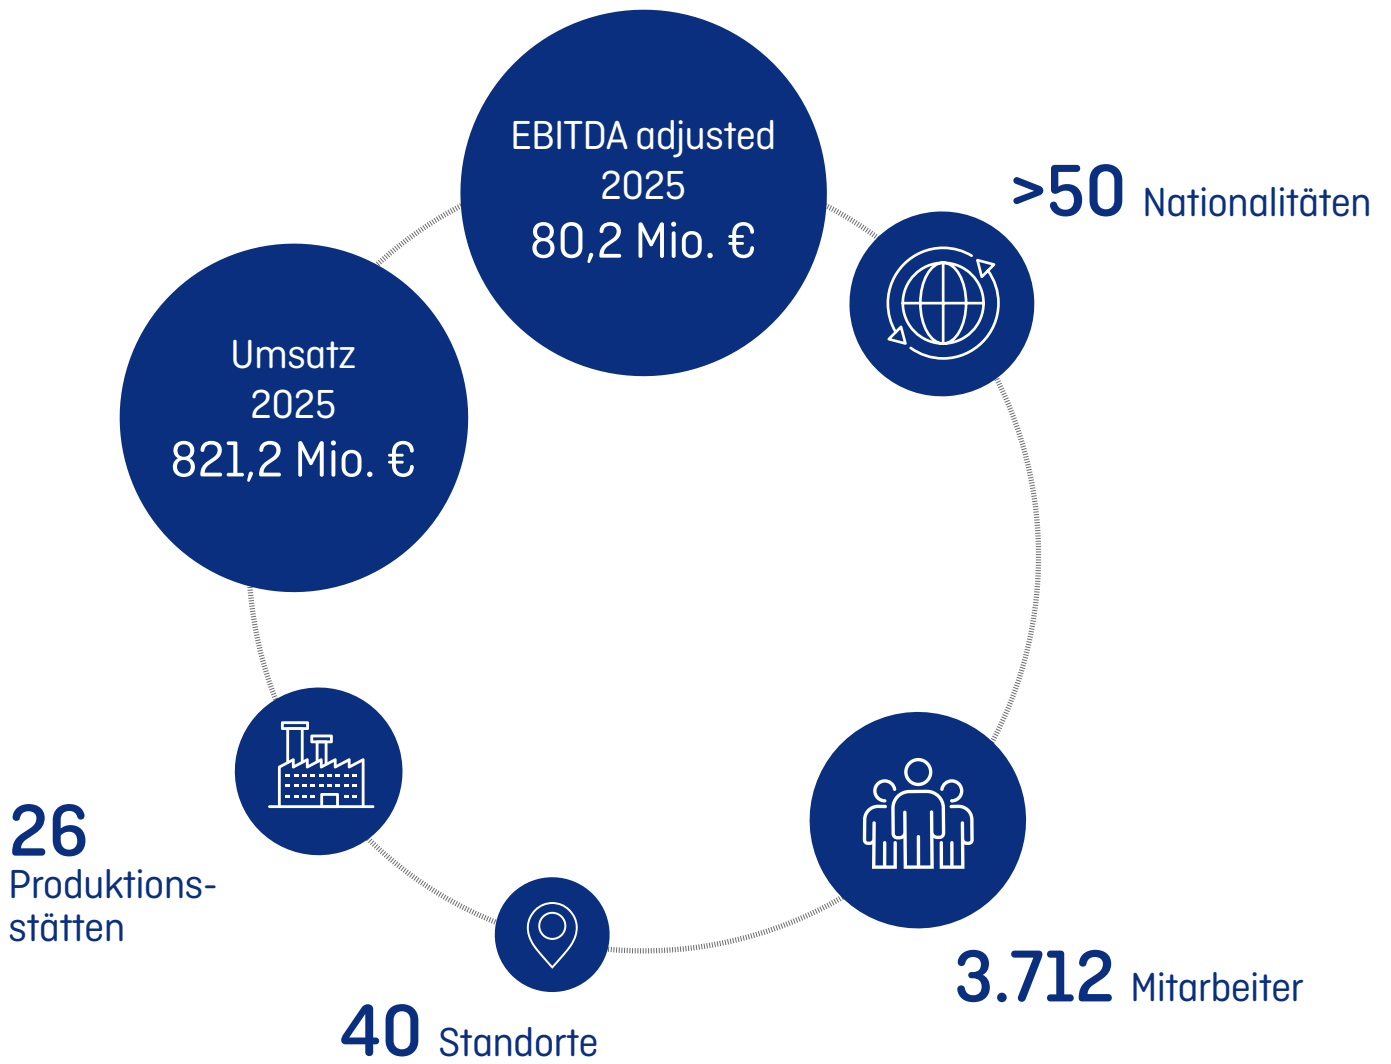 EBITDA adjusted
2025
80,2 Mio. €
>50 Nationalitäten
Umsatz
2025
821,2 Mio. €
26
Produktions-
stätten
3.712 Mitarbeiter
40 Standorte